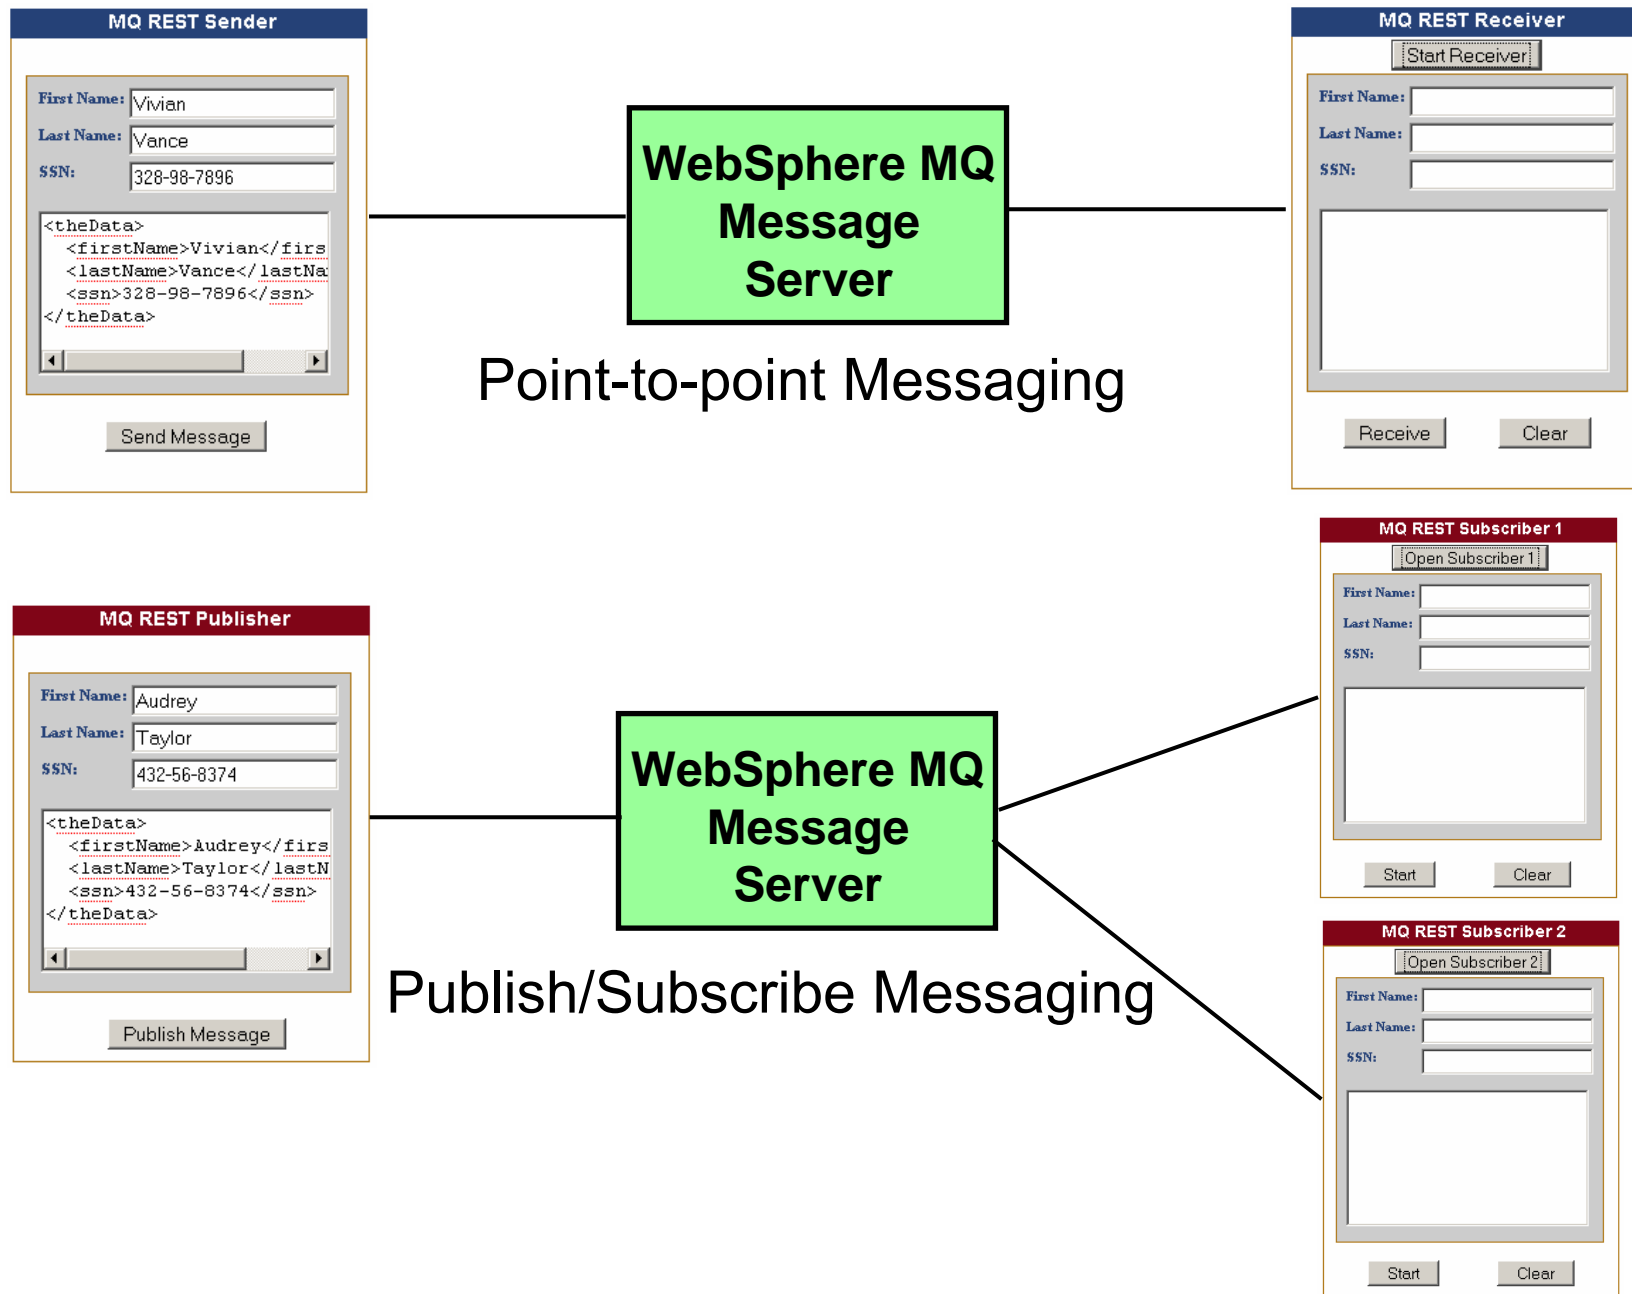 MQ REST Sender
First Name: Vivian
Last Name: Vance
SSN: 328-98-7896
<theData>
<firstName>Vivian</firs
<lastName>Vance</lastNa
<ssn>328-98-7896</ssn>
</theData>
Send Message
WebSphere MQ
Message
Server
Point-to-point Messaging
MQ REST Receiver
Start Receiver
First Name:
Last Name:
SSN:
Receive Clear
MQ REST Publisher
First Name: Audrey
Last Name: Taylor
SSN: 432-56-8374
<theData>
<firstName>Audrey</firs
<lastName>Taylor</lastN
<ssn>432-56-8374</ssn>
</theData>
Publish Message
WebSphere MQ
Message
Server
Publish/Subscribe Messaging
MQ REST Subscriber 1
Open Subscriber 1
First Name:
Last Name:
SSN:
Start Clear
MQ REST Subscriber 2
Open Subscriber 2
First Name:
Last Name:
SSN:
Start Clear